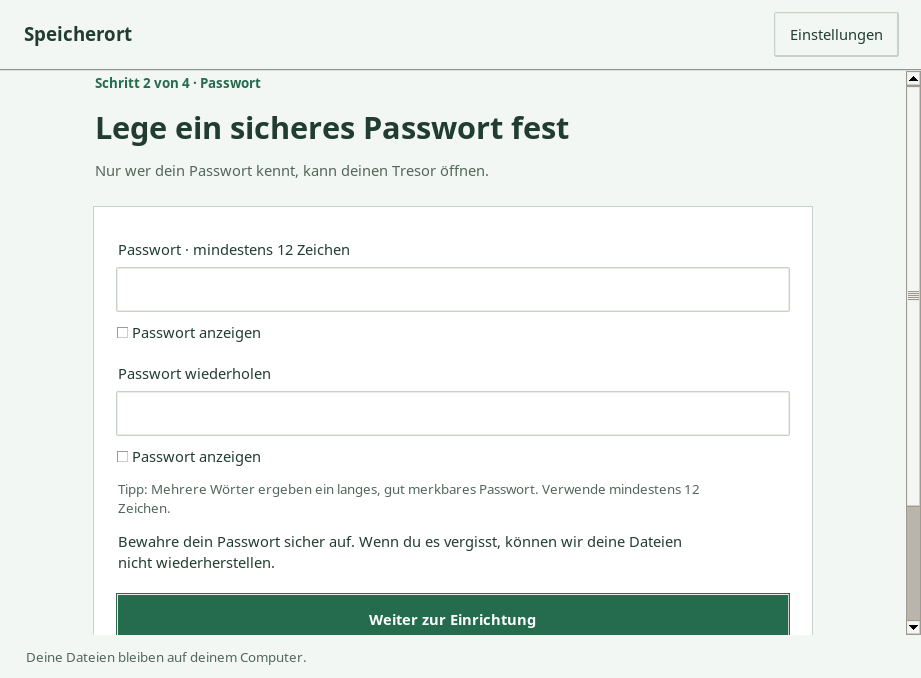 Speicherort
Einstellungen
Schritt 2 von 4 · Passwort
Lege ein sicheres Passwort fest
Nur wer dein Passwort kennt, kann deinen Tresor öffnen.
Passwort · mindestens 12 Zeichen
Passwort anzeigen
Passwort wiederholen
Passwort anzeigen
Tipp: Mehrere Wörter ergeben ein langes, gut merkbares Passwort. Verwende mindestens 12
Zeichen.
Bewahre dein Passwort sicher auf. Wenn du es vergisst, können wir deine Dateien
nicht wiederherstellen.
Weiter zur Einrichtung
Deine Dateien bleiben auf deinem Computer.